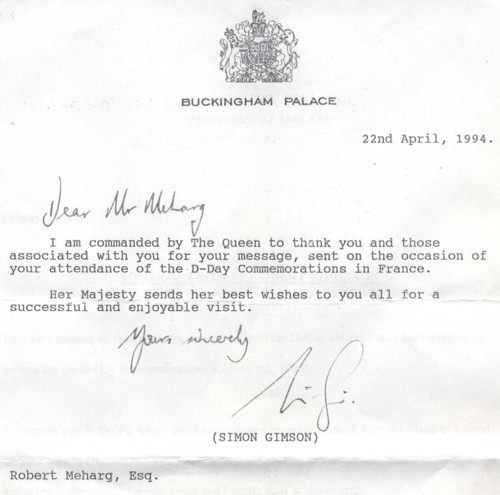 BUCKINGHAM PALACE
22nd April, 1994.
Dear Mr Meharg
I am commanded by The Queen to thank you and those
associated with you for your message, sent on the occasion of
your attendance of the D-Day Commemorations in France.
Her Majesty sends her best wishes to you all for a
successful and enjoyable visit.
Yours sincerely
(SIMON GIMSON)
Robert Meharg, Esq.